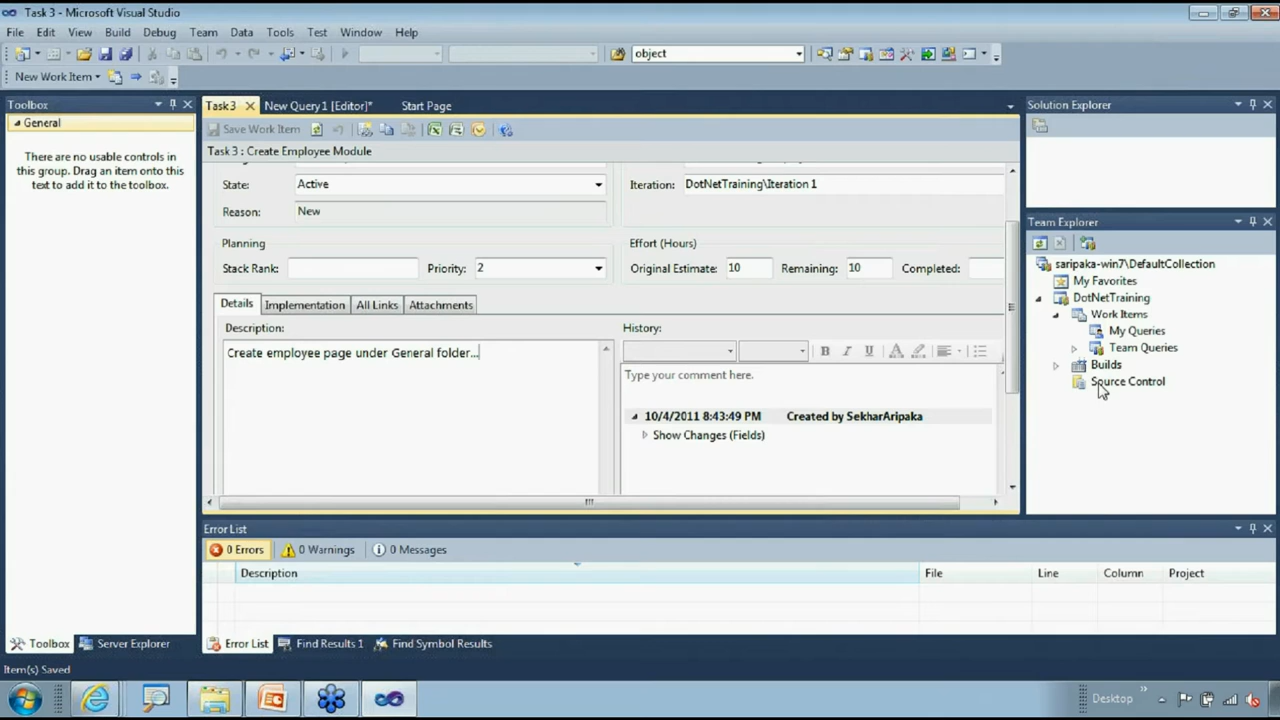 Task 3 - Microsoft Visual Studio
File Edit View Build Debug Team Data Tools Test Window Help
object
New Work Item
Toolbox
General
There are no usable controls in
this group. Drag an item onto this
text to add it to the toolbox.
Task 3 New Query 1 [Editor]* Start Page
Save Work Item
Task 3 : Create Employee Module
State: Active
Iteration: DotNetTraining\Iteration 1
Reason: New
Planning
Effort (Hours)
Stack Rank: Priority: 2
Original Estimate: 10 Remaining: 10 Completed:
Details Implementation All Links Attachments
Description:
History:
Create employee page under General folder...
Type your comment here.
10/4/2011 8:43:49 PM Created by SekharAripaka
Show Changes (Fields)
Solution Explorer
Team Explorer
saripaka-win7\DefaultCollection
My Favorites
DotNetTraining
Work Items
My Queries
Team Queries
Builds
Source Control
Error List
0 Errors 0 Warnings 0 Messages
Description File Line Column Project
Toolbox Server Explorer
Error List Find Results 1 Find Symbol Results
Item(s) Saved
Desktop